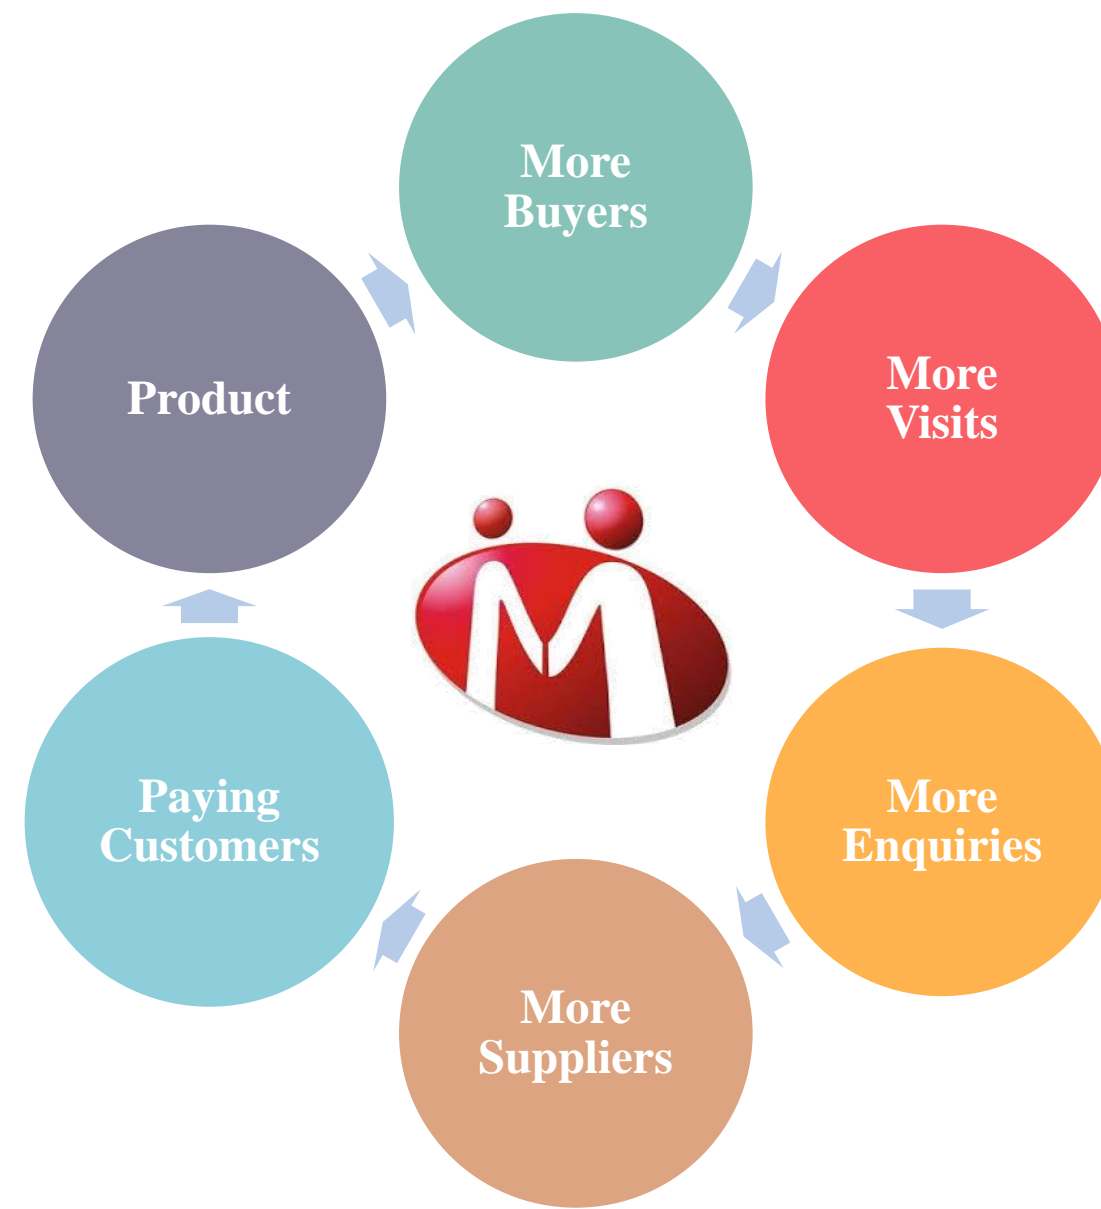 More
Buyers
More
Visits
More
Enquiries
More
Suppliers
Paying
Customers
Product